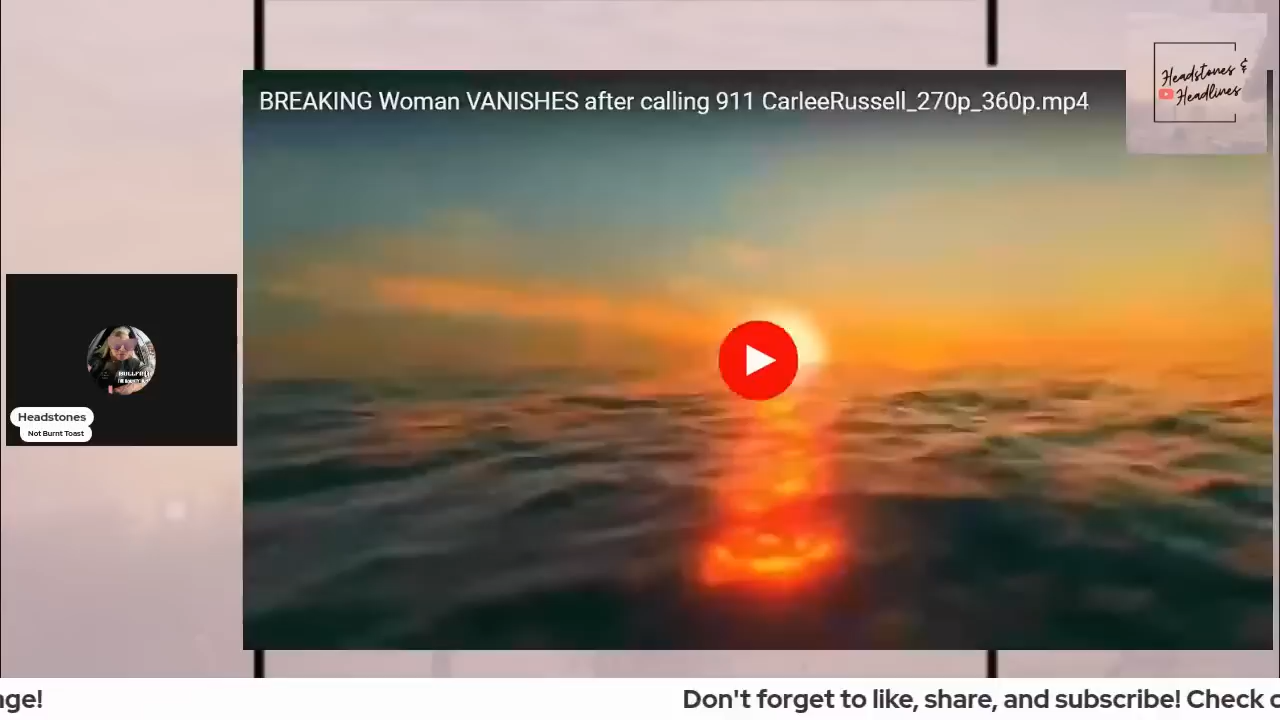 BREAKING Woman VANISHES after calling 911 CarleeRussell_270p_360p.mp4
Headstones &
Headlines
Headstones
Not Burnt Toast
Don't forget to like, share, and subscribe! Check